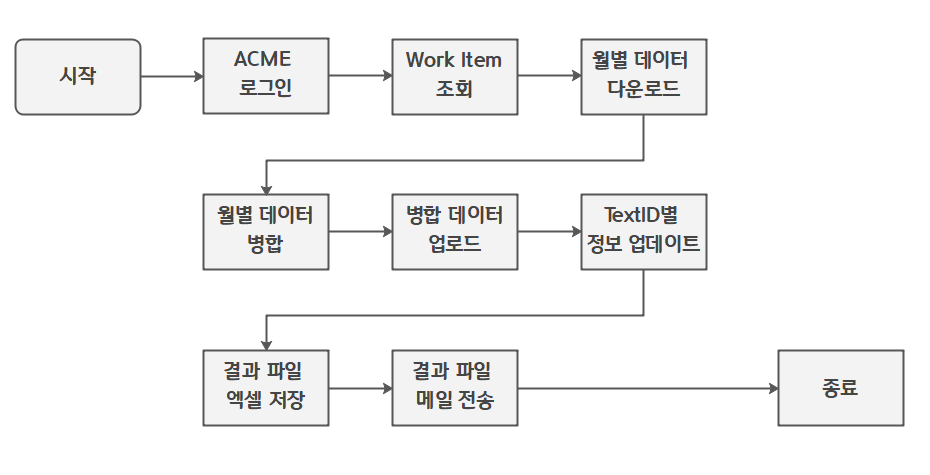 시작
ACME
로그인
Work Item
조회
월별 데이터
다운로드
월별 데이터
병합
병합 데이터
업로드
TextID별
정보 업데이트
결과 파일
엑셀 저장
결과 파일
메일 전송
종료